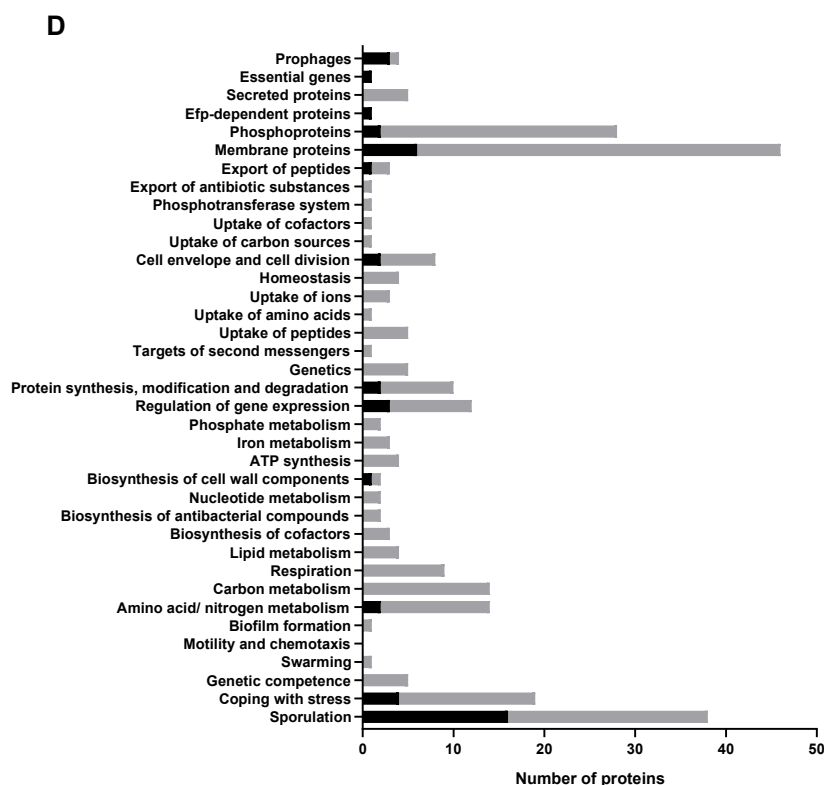 D
Prophages
Essential genes
Secreted proteins
Efp-dependent proteins
Phosphoproteins
Membrane proteins
Export of peptides
Export of antibiotic substances
Phosphotransferase system
Uptake of cofactors
Uptake of carbon sources
Cell envelope and cell division
Homeostasis
Uptake of ions
Uptake of amino acids
Uptake of peptides
Targets of second messengers
Genetics
Protein synthesis, modification and degradation
Regulation of gene expression
Phosphate metabolism
Iron metabolism
ATP synthesis
Biosynthesis of cell wall components
Nucleotide metabolism
Biosynthesis of antibacterial compounds
Biosynthesis of cofactors
Lipid metabolism
Respiration
Carbon metabolism
Amino acid/ nitrogen metabolism
Biofilm formation
Motility and chemotaxis
Swarming
Genetic competence
Coping with stress
Sporulation
0 10 20 30 40 50
Number of proteins